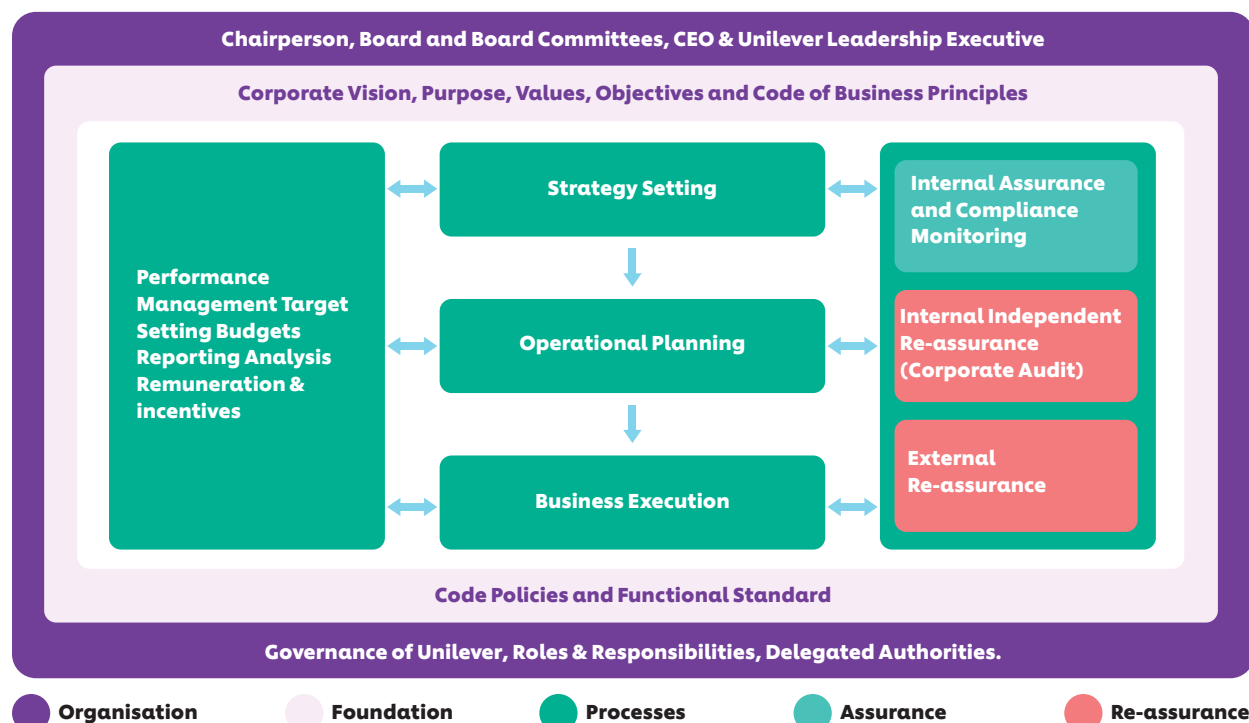 Chairperson, Board and Board Committees, CEO & Unilever Leadership Executive
Corporate Vision, Purpose, Values, Objectives and Code of Business Principles
Performance
Management Target
Setting Budgets
Reporting Analysis
Remuneration &
incentives
Strategy Setting
Operational Planning
Business Execution
Internal Assurance
and Compliance
Monitoring
Internal Independent
Re-assurance
(Corporate Audit)
External
Re-assurance
Code Policies and Functional Standard
Governance of Unilever, Roles & Responsibilities, Delegated Authorities.
Organisation
Foundation
Processes
Assurance
Re-assurance